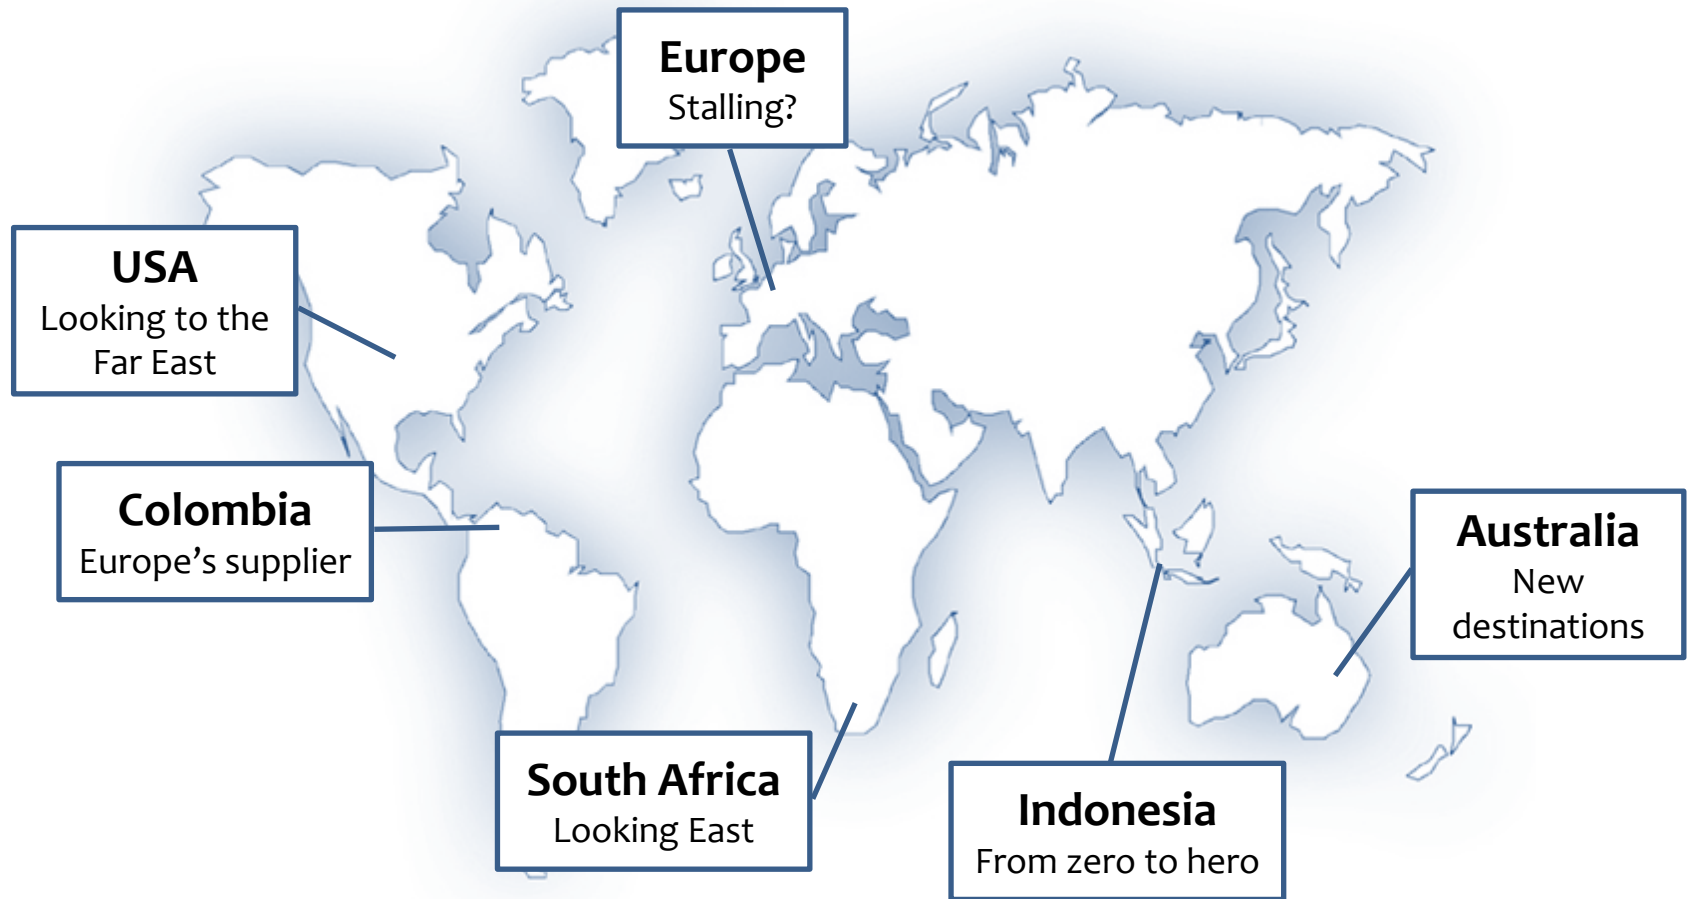 Europe
Stalling?
USA
Looking to the
Far East
Colombia
Europe’s supplier
Australia
New
destinations
South Africa
Looking East
Indonesia
From zero to hero